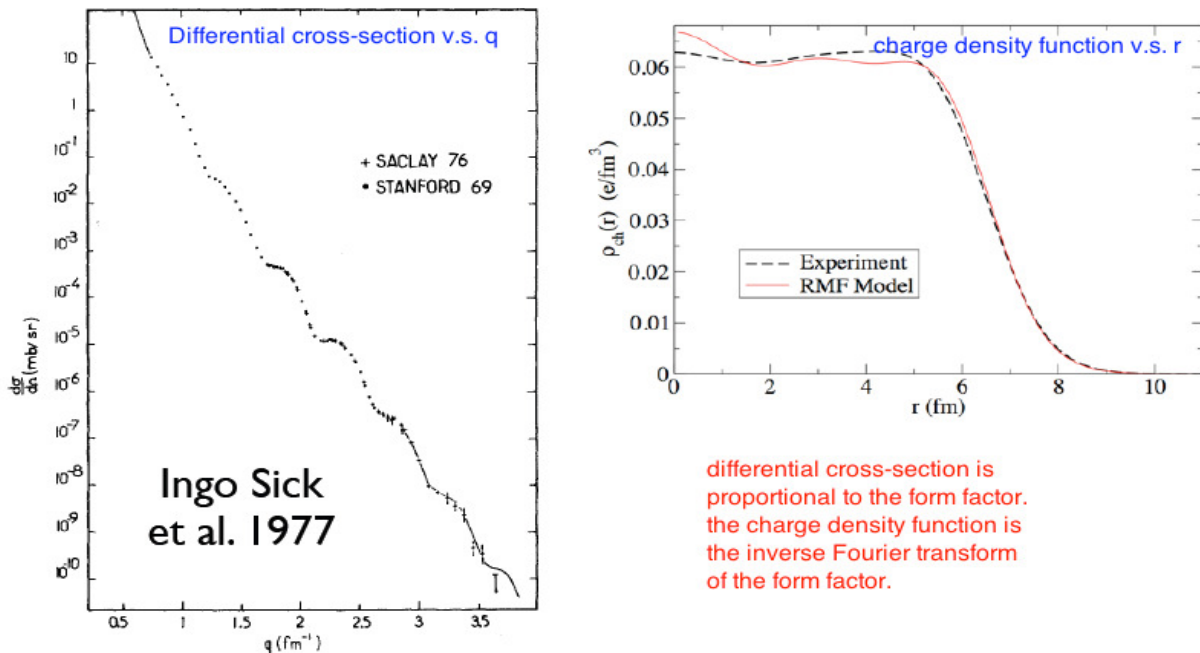 Differential cross-section v.s. q
10
1
10⁻¹
10⁻²
10⁻³
10⁻⁴
10⁻⁵
10⁻⁶
10⁻⁷
10⁻⁸
10⁻⁹
10⁻¹⁰
dσ/dΩ (mb/sr)
+ SACLAY 76
• STANFORD 69
Ingo Sick
et al. 1977
0.5 1 1.5 2 2.5 3 3.5
q (fm⁻¹)
charge density function v.s. r
0.06
0.05
0.04
0.03
0.02
0.01
0
ρch(r) (e/fm³)
Experiment
RMF Model
0 2 4 6 8 10
r (fm)
differential cross-section is
proportional to the form factor.
the charge density function is
the inverse Fourier transform
of the form factor.